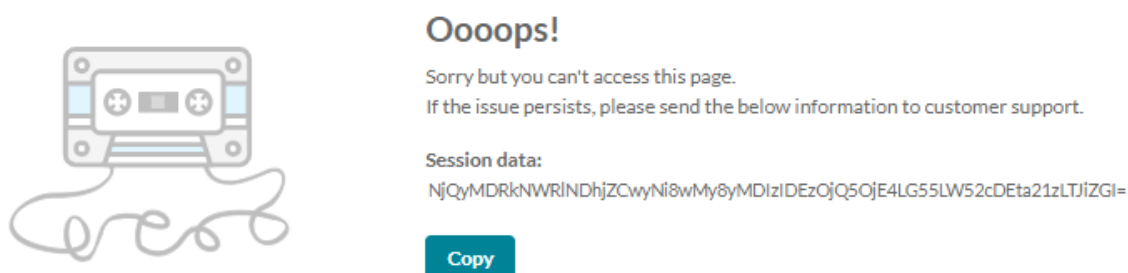 Oooops!
Sorry but you can't access this page.
If the issue persists, please send the below information to customer support.
Session data:
NjQyMDRkNWRlNDhjZCwyNi8wMy8yMDIzIDEzOjQ5OjE4LG55LW52cDEta21zLTJiZGI=
Copy